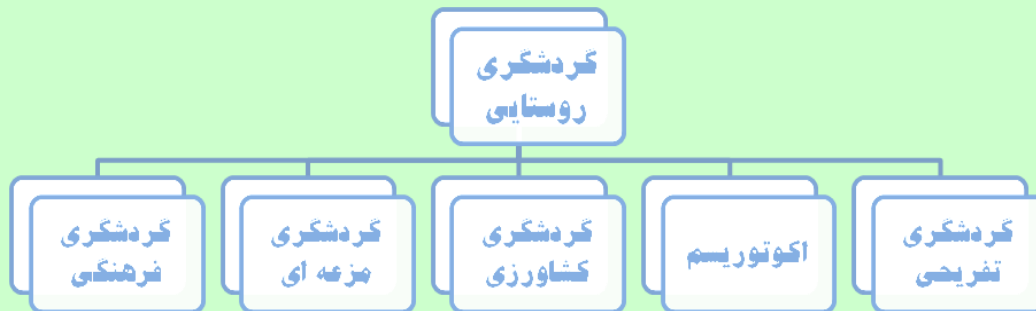 گردشگری
روستایی
گردشگری
تفریحی
اکوتوریسم
گردشگری
کشاورزی
گردشگری
مزعه ای
گردشگری
فرهنگی